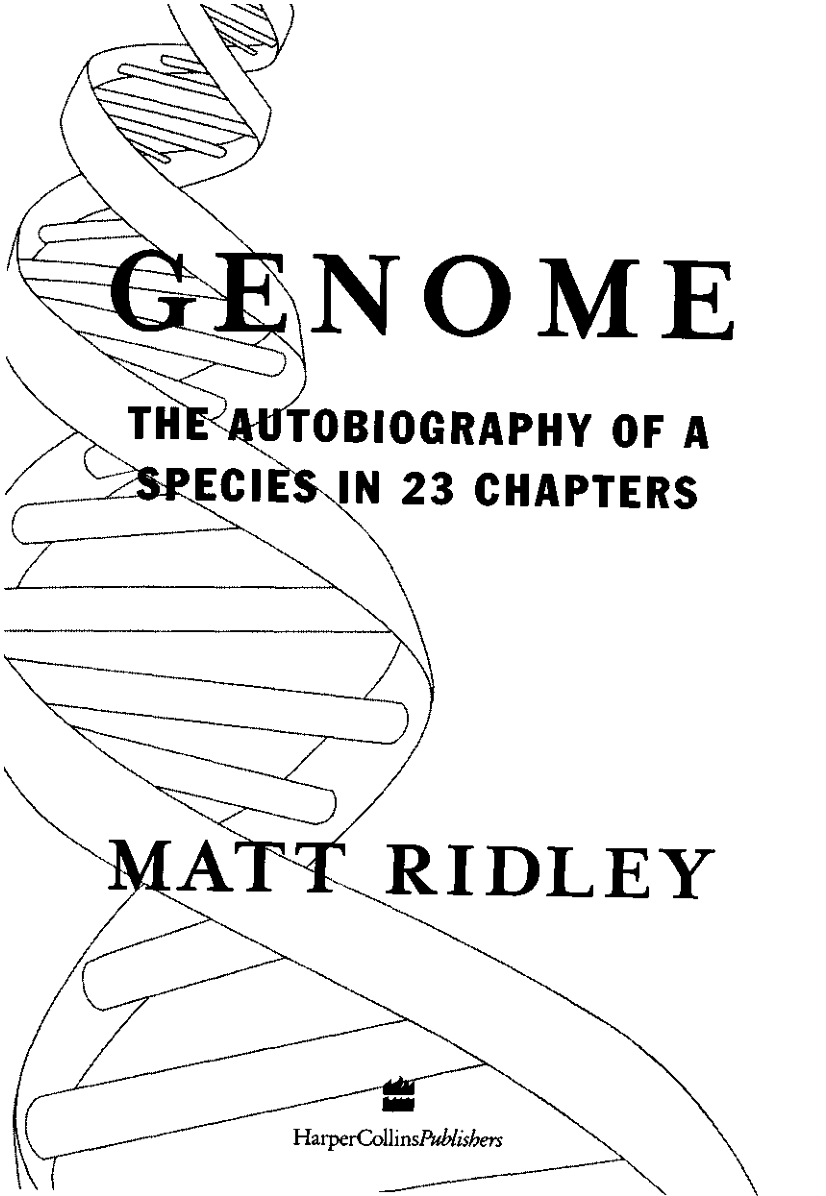 GENOME
THE AUTOBIOGRAPHY OF A
SPECIES IN 23 CHAPTERS
MATT RIDLEY
HarperCollinsPublishers